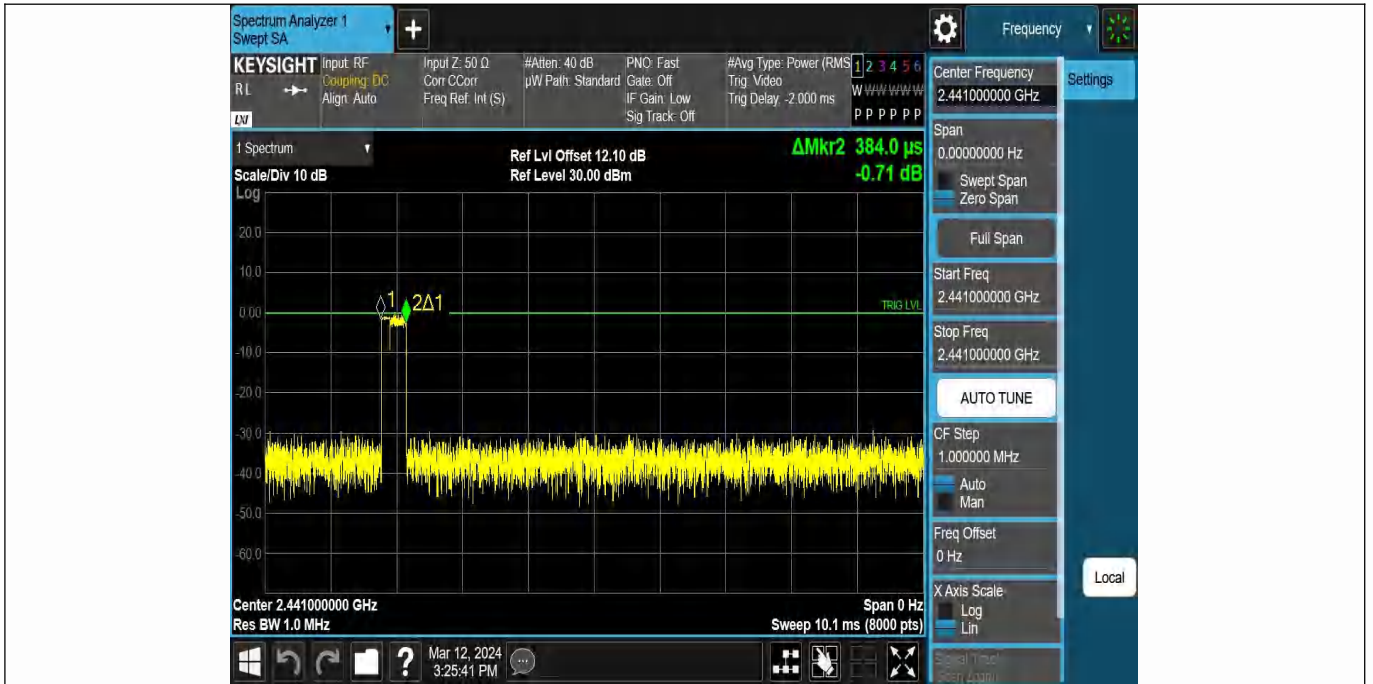 Spectrum Analyzer 1
Swept SA
Frequency
KEYSIGHT
R L
LXI
Input: RF
Coupling: DC
Align: Auto
Input Z: 50 Ω
Corr CCorr
Freq Ref: Int (S)
#Atten: 40 dB
µW Path: Standard
PNO: Fast
Gate: Off
IF Gain: Low
Sig Track: Off
#Avg Type: Power (RMS
Trig: Video
Trig Delay: -2.000 ms
1 2 3 4 5 6
W W W W W W
P P P P P P
Center Frequency
2.441000000 GHz
Settings
Span
0.00000000 Hz
Swept Span
Zero Span
Full Span
Start Freq
2.441000000 GHz
Stop Freq
2.441000000 GHz
AUTO TUNE
CF Step
1.000000 MHz
Auto
Man
Freq Offset
0 Hz
X Axis Scale
Log
Lin
Signal Track
Local
1 Spectrum
Scale/Div 10 dB
Log
Ref Lvl Offset 12.10 dB
Ref Level 30.00 dBm
ΔMkr2 384.0 µs
-0.71 dB
20.0
10.0
0.00
-10.0
-20.0
-30.0
-40.0
-50.0
-60.0
1
2Δ1
TRIG LVL
Center 2.441000000 GHz
Res BW 1.0 MHz
Span 0 Hz
Sweep 10.1 ms (8000 pts)
Mar 12, 2024
3:25:41 PM